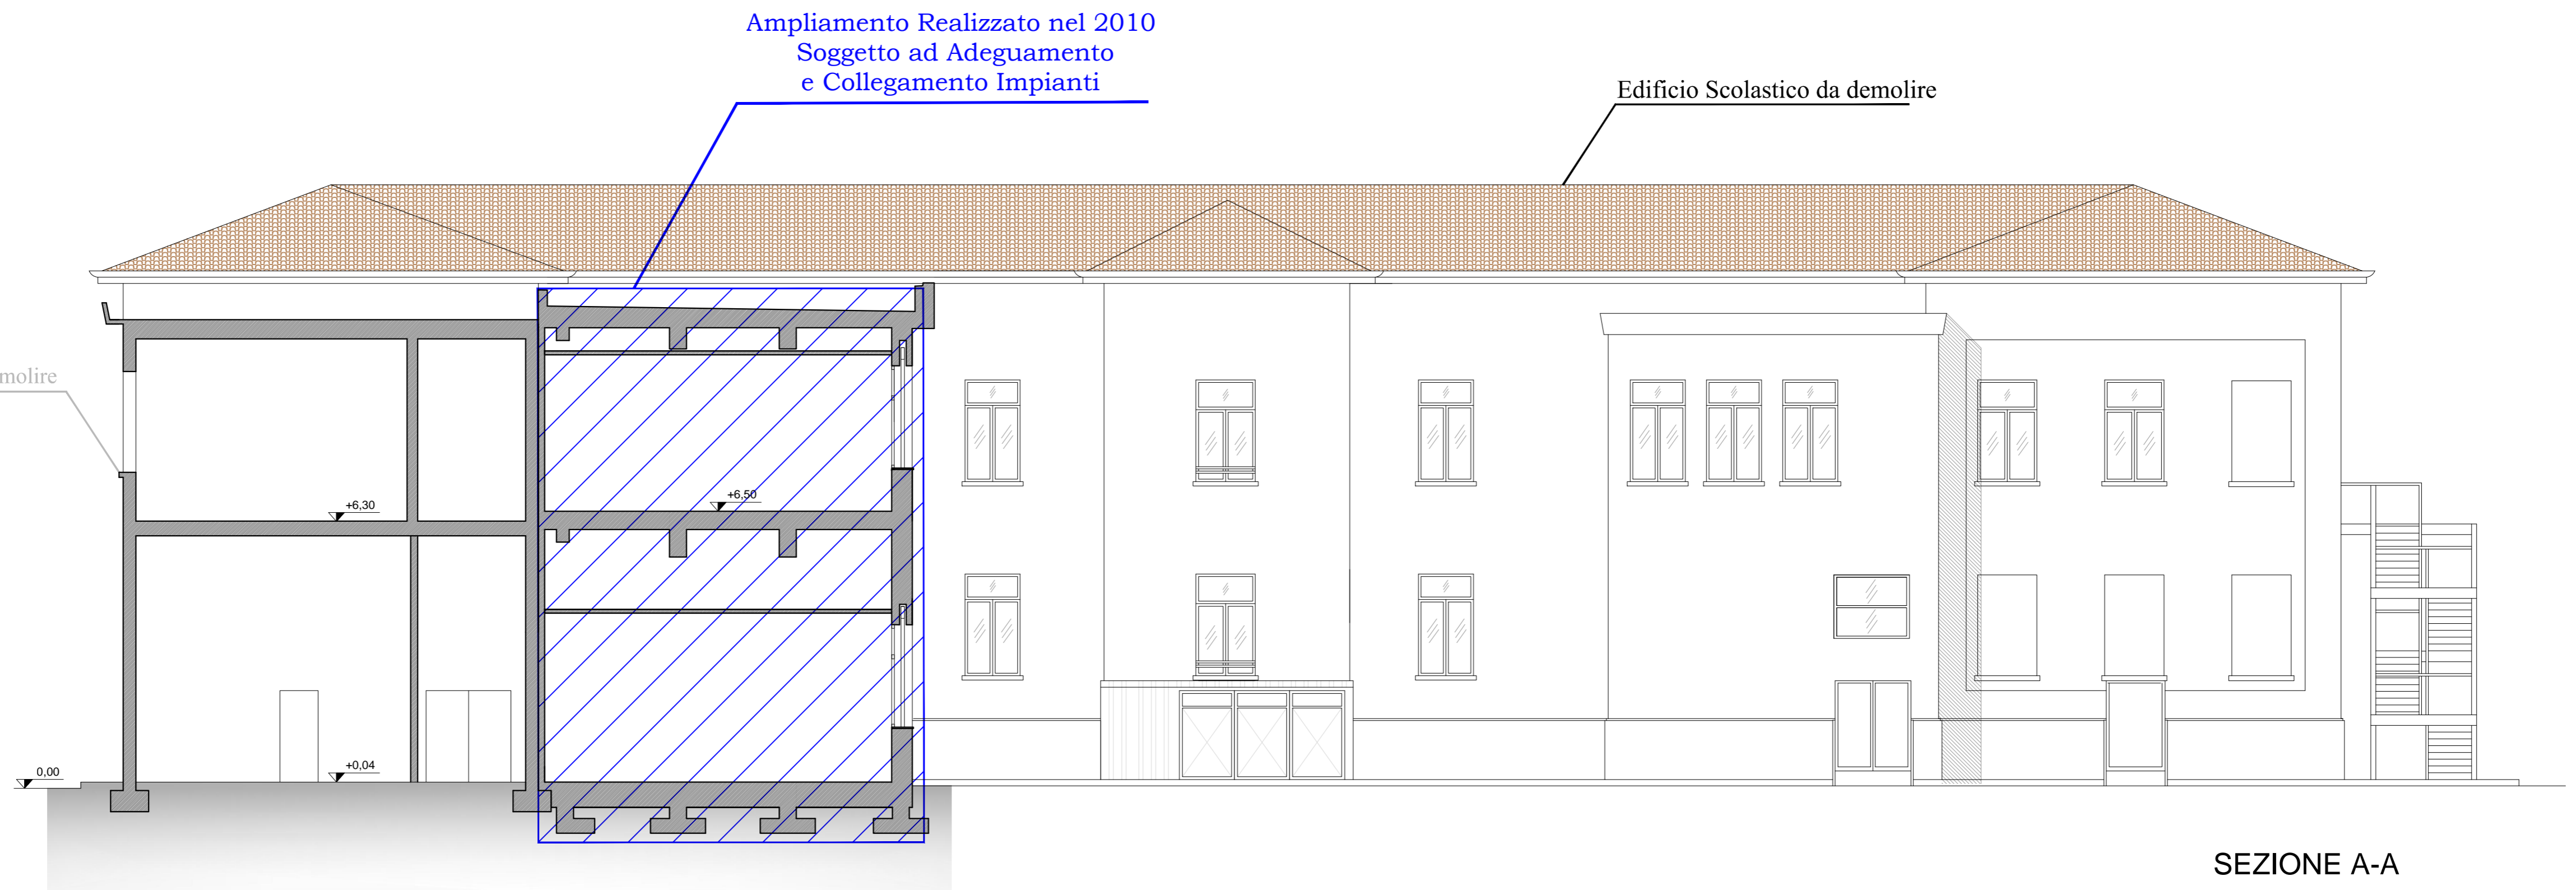 Ampliamento Realizzato nel 2010
Soggetto ad Adeguamento
e Collegamento Impianti
Edificio Scolastico da demolire
molire
+6,50
+6,30
+0,04
0,00
SEZIONE A-A